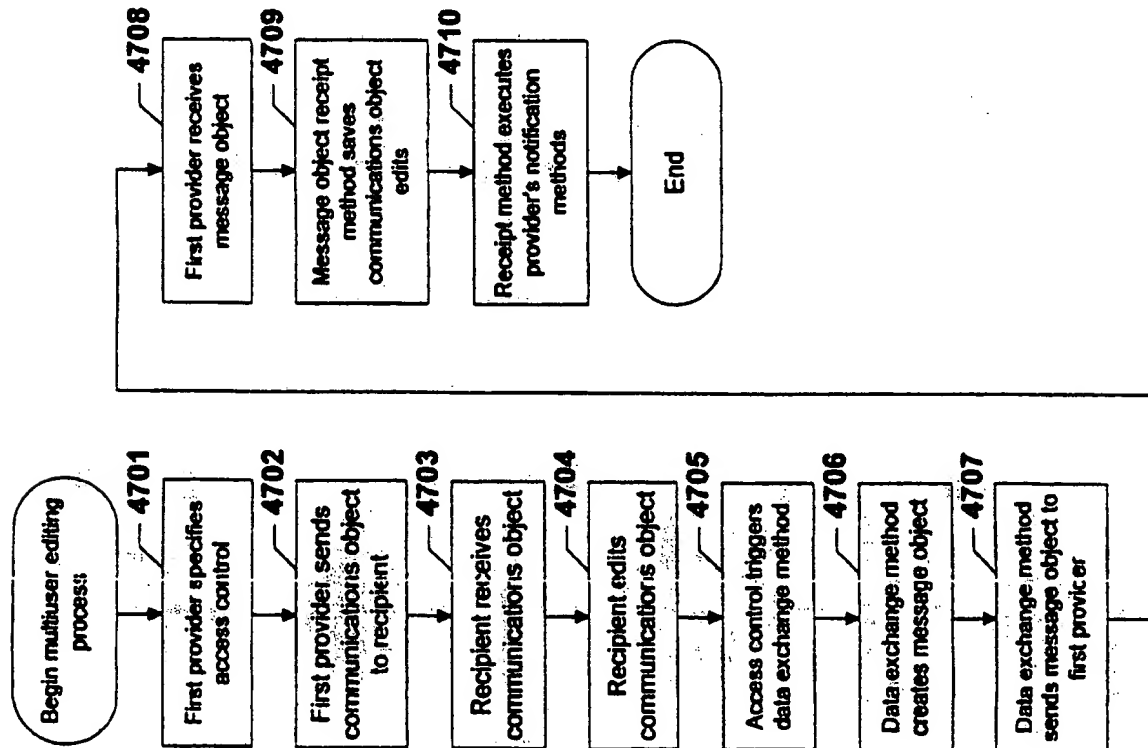 Begin multiuser editing
process
4701
First provider specifies
access control
4702
First provider sends
communications object
to recipient
4703
Recipient receives
communications object
4704
Recipient edits
communications object
4705
Access control triggers
data exchange method
4706
Data exchange method
creates message object
4707
Data exchange method
sends message object to
first provider
4708
First provider receives
message object
4709
Message object receipt
method saves
communications object
edits
4710
Receipt method executes
provider's notification
methods
End